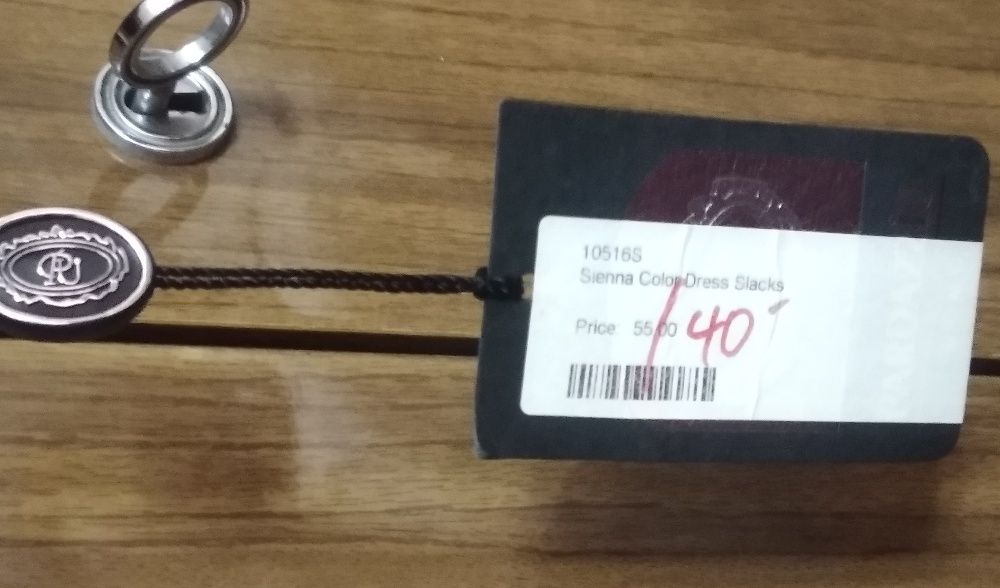 10516S
Sienna Color Dress Slacks
Price: 55.00 40